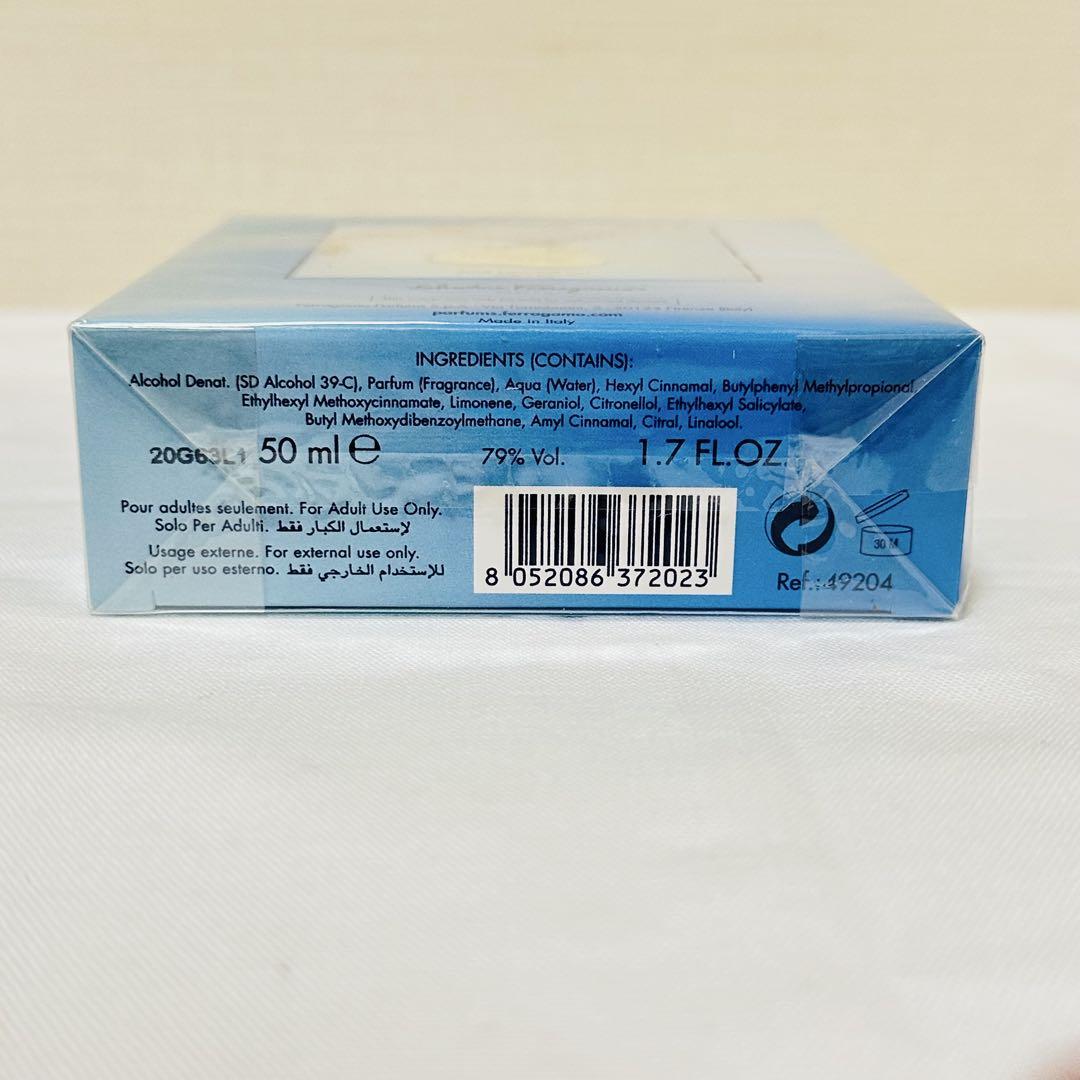 parfums.ferragamo.com
Made in Italy
INGREDIENTS (CONTAINS):
Alcohol Denat. (SD Alcohol 39-C), Parfum (Fragrance), Aqua (Water), Hexyl Cinnamal, Butylphenyl Methylpropional,
Ethylhexyl Methoxycinnamate, Limonene, Geraniol, Citronellol, Ethylhexyl Salicylate,
Butyl Methoxydibenzoylmethane, Amyl Cinnamal, Citral, Linalool.
20G63L1 50 ml e 79% Vol. 1.7 FL.OZ.
Pour adultes seulement. For Adult Use Only.
Solo Per Adulti. لإستعمال الكبار فقط
Usage externe. For external use only.
Solo per uso esterno. للإستخدام الخارجي فقط
8 052086 372023
30 M
Ref.: 49204